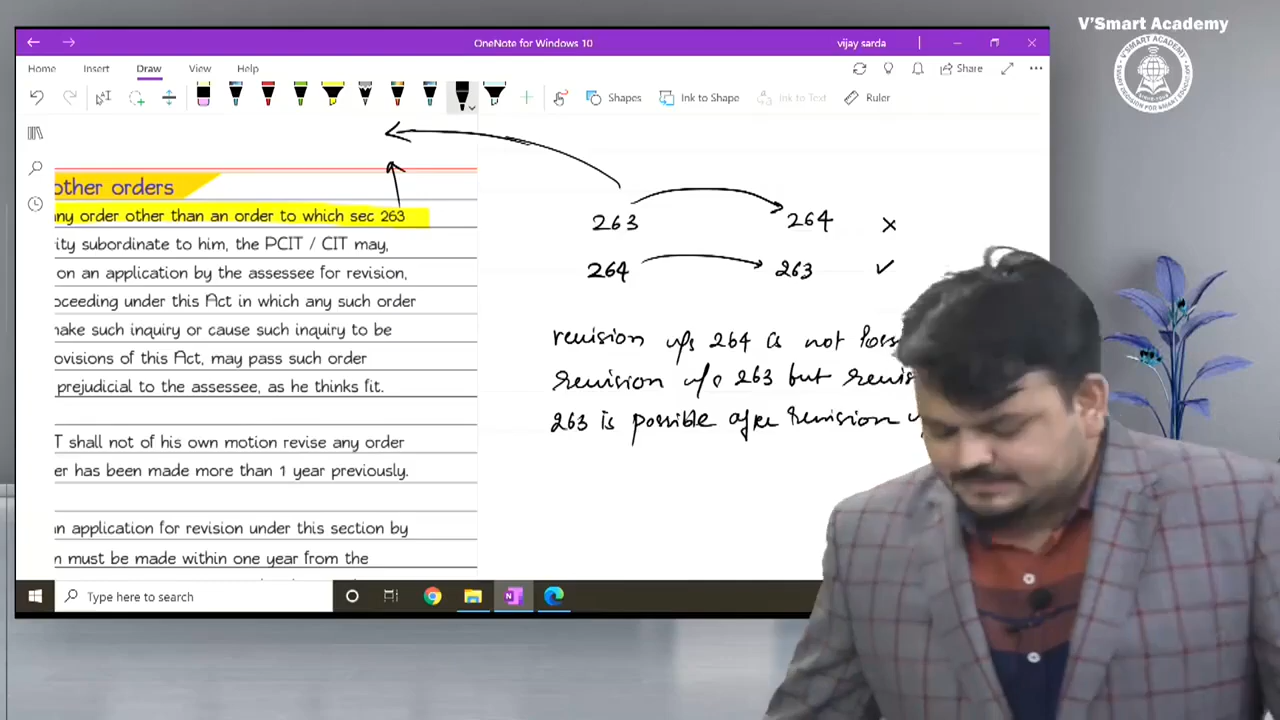 V'Smart Academy
OneNote for Windows 10
vijay sarda
Home Insert Draw View Help
Share
Shapes
Ink to Shape
Ink to Text
Ruler
other orders
any order other than an order to which sec 263
ity subordinate to him, the PCIT / CIT may,
on an application by the assessee for revision,
oceeding under this Act in which any such order
make such inquiry or cause such inquiry to be
ovisions of this Act, may pass such order
prejudicial to the assessee, as he thinks fit.
T shall not of his own motion revise any order
er has been made more than 1 year previously.
n application for revision under this section by
n must be made within one year from the
263 264 ×
264 263 ✓
revision u/s 264 is not
revision u/s 263 but
263 is possible after revision
Type here to search